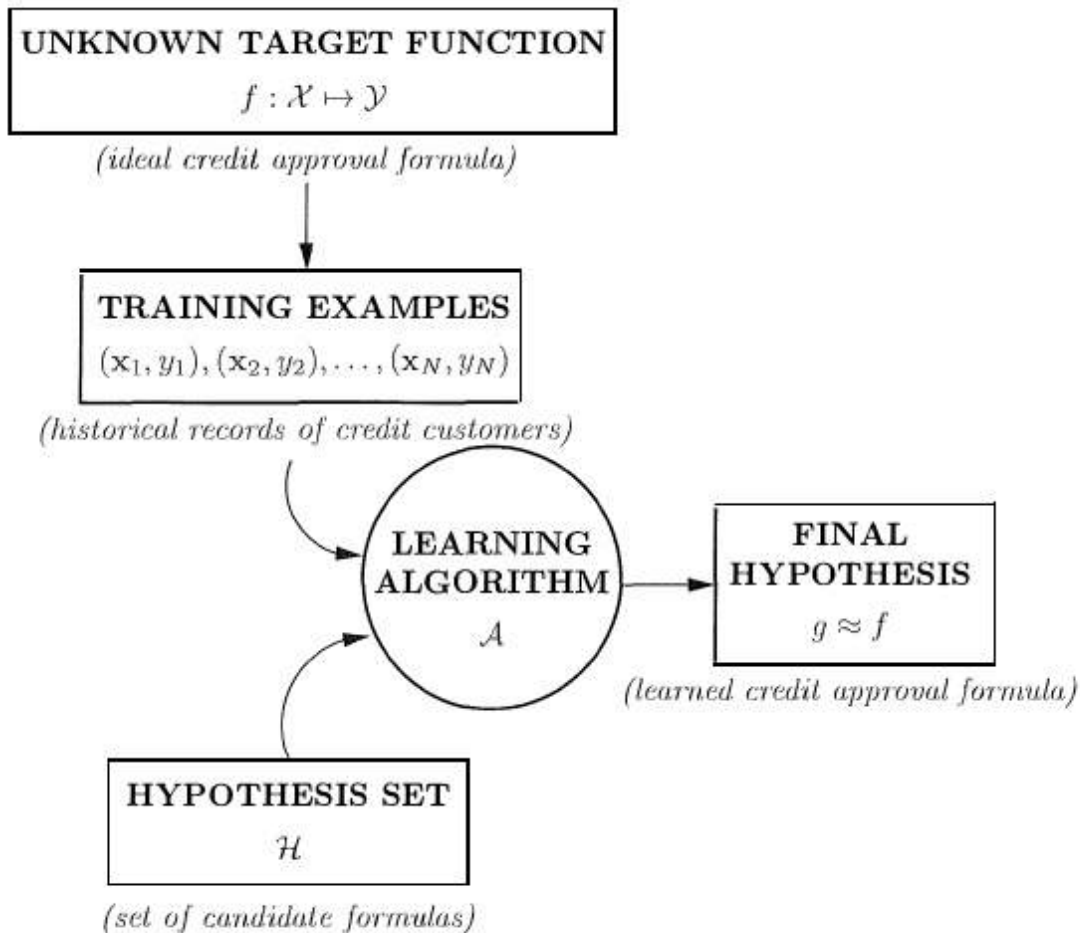 UNKNOWN TARGET FUNCTION
f : 𝒳 ↦ 𝒴
(ideal credit approval formula)
TRAINING EXAMPLES
(x₁, y₁), (x₂, y₂), . . . , (x_N, y_N)
(historical records of credit customers)
LEARNING
ALGORITHM
𝒜
FINAL
HYPOTHESIS
g ≈ f
(learned credit approval formula)
HYPOTHESIS SET
ℋ
(set of candidate formulas)